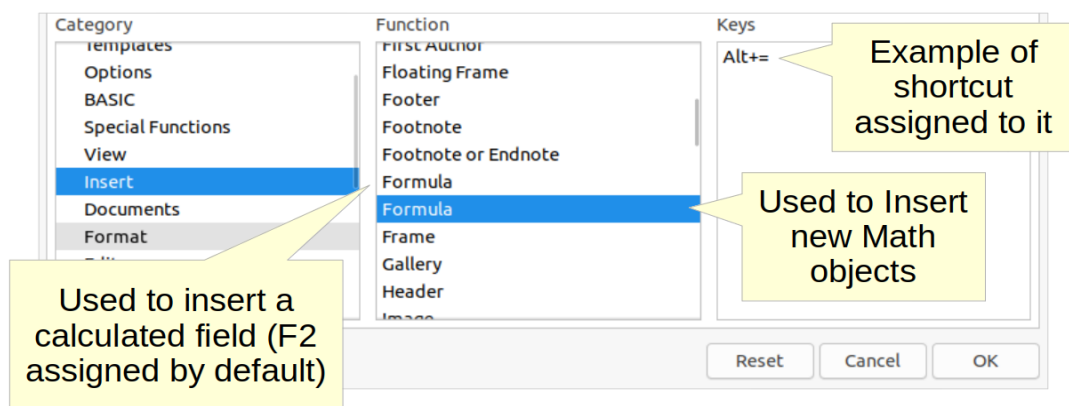 Category
Templates
Options
BASIC
Special Functions
View
Insert
Documents
Format
Function
First Author
Floating Frame
Footer
Footnote
Footnote or Endnote
Formula
Formula
Frame
Gallery
Header
Image
Keys
Alt+=
Example of
shortcut
assigned to it
Used to Insert
new Math
objects
Used to insert a
calculated field (F2
assigned by default)
Reset
Cancel
OK